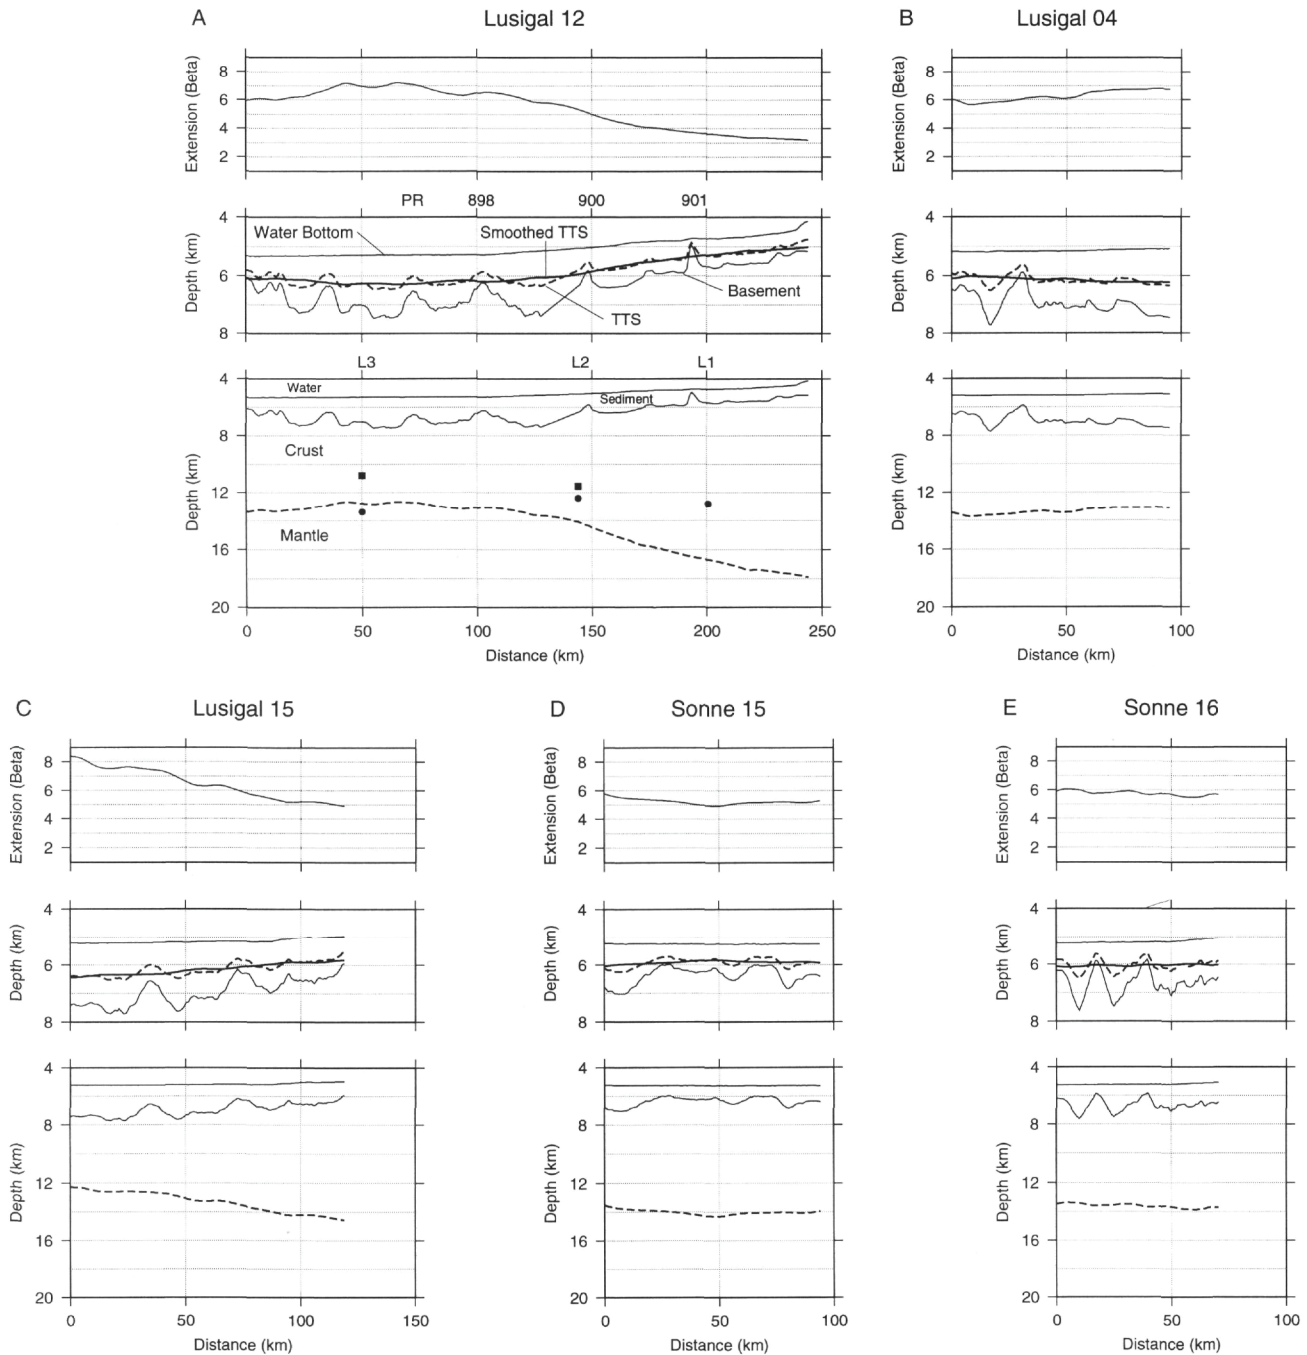 A Lusigal 12
Extension (Beta)
8
6
4
2
PR 898 900 901
Depth (km)
4
6
8
Water Bottom
Smoothed TTS
Basement
TTS
L3 L2 L1
Depth (km)
4
8
12
16
20
Water
Sediment
Crust
Mantle
0 50 100 150 200 250
Distance (km)
B Lusigal 04
Extension (Beta)
8
6
4
2
Depth (km)
4
6
8
Depth (km)
4
8
12
16
20
0 50 100
Distance (km)
C Lusigal 15
Extension (Beta)
8
6
4
2
Depth (km)
4
6
8
Depth (km)
4
8
12
16
20
0 50 100 150
Distance (km)
D Sonne 15
Extension (Beta)
8
6
4
2
Depth (km)
4
6
8
Depth (km)
4
8
12
16
20
0 50 100
Distance (km)
E Sonne 16
Extension (Beta)
8
6
4
2
Depth (km)
4
6
8
Depth (km)
4
8
12
16
20
0 50 100
Distance (km)